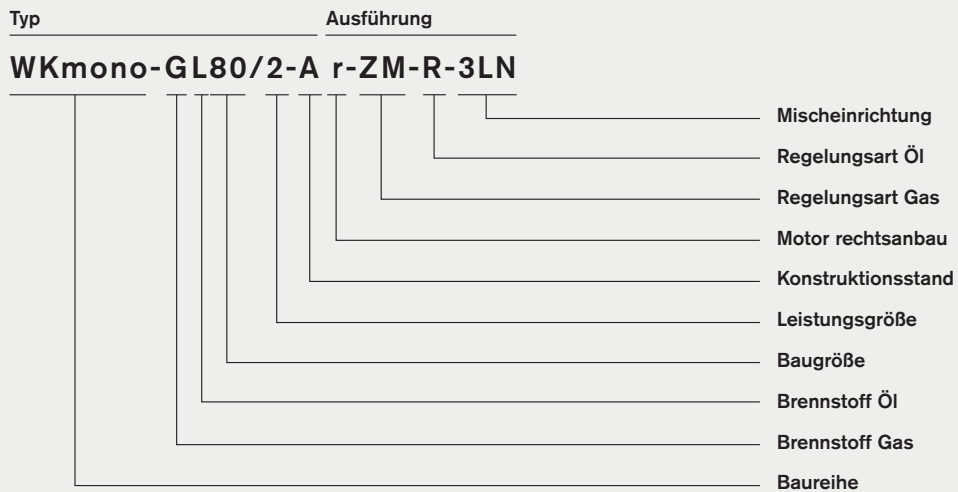 Typ Ausführung
WKmono-GL80/2-A r-ZM-R-3LN
Mischeinrichtung
Regelungsart Öl
Regelungsart Gas
Motor rechtsanbau
Konstruktionsstand
Leistungsgröße
Baugröße
Brennstoff Öl
Brennstoff Gas
Baureihe